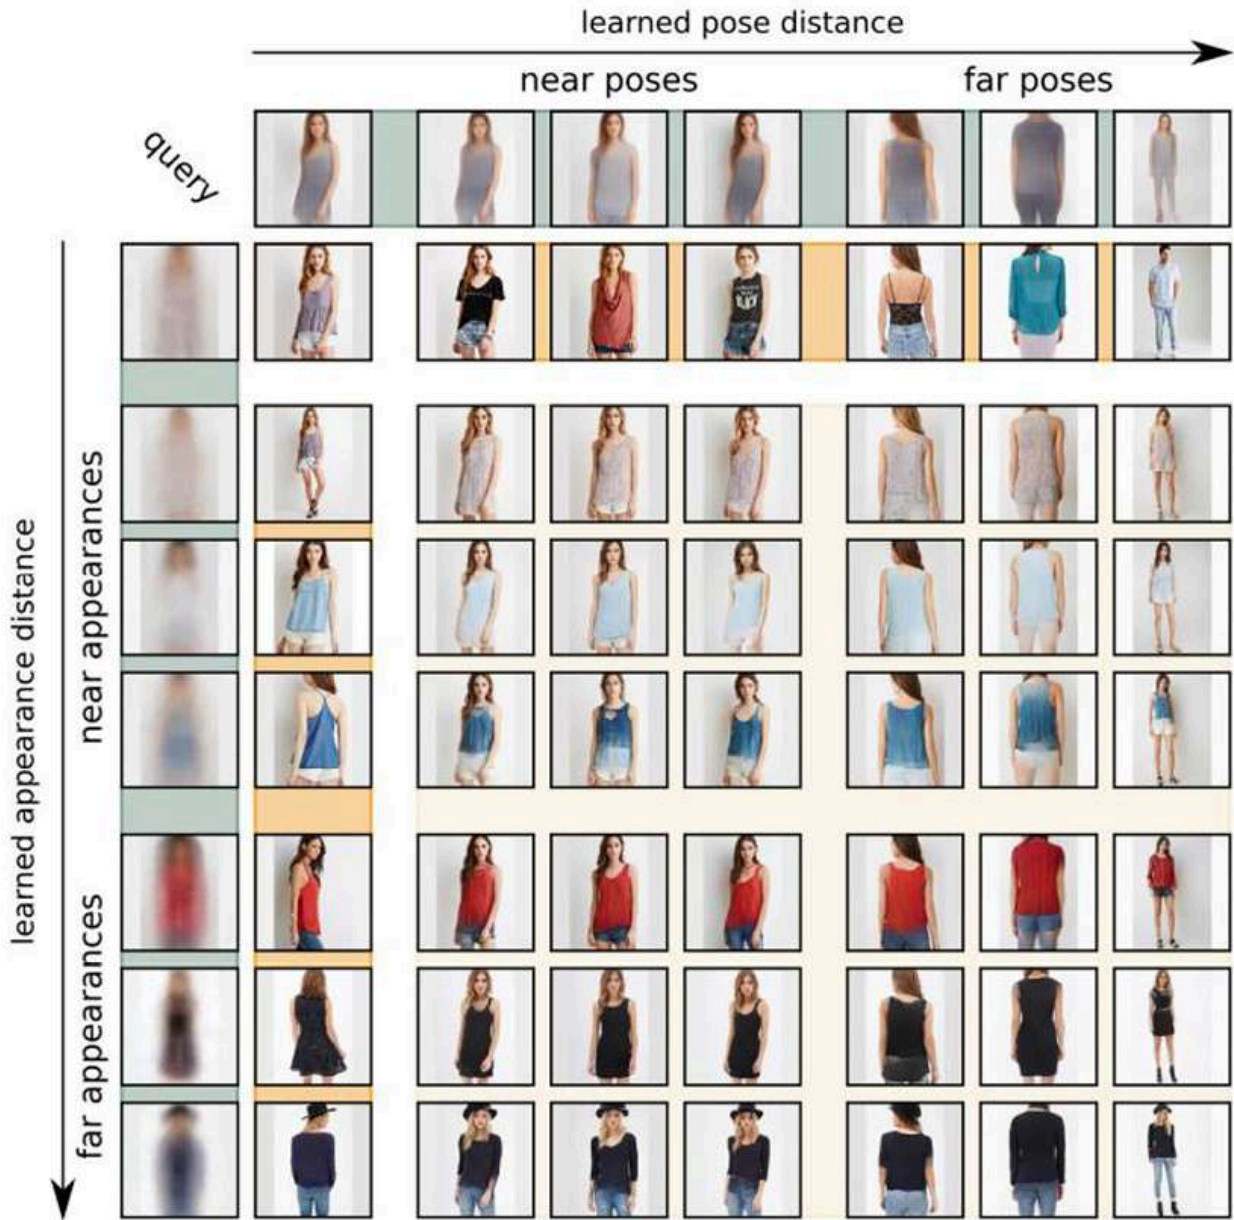 learned pose distance
near poses
far poses
query
learned appearance distance
near appearances
far appearances